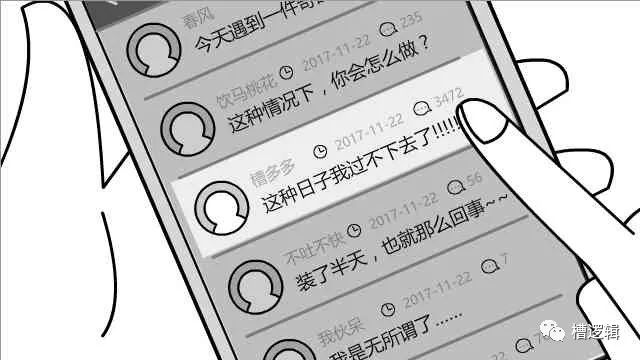 春风
今天遇到一件奇
2017-11-22 235
饮马桃花
这种情况下，你会怎么做？
2017-11-22 3472
槽多多
这种日子我过不下去了!!!!!
2017-11-22 56
不吐不快
装了半天，也就那么回事~~
2017-11-22 7
我伙呆
我是无所谓了……
槽逻辑